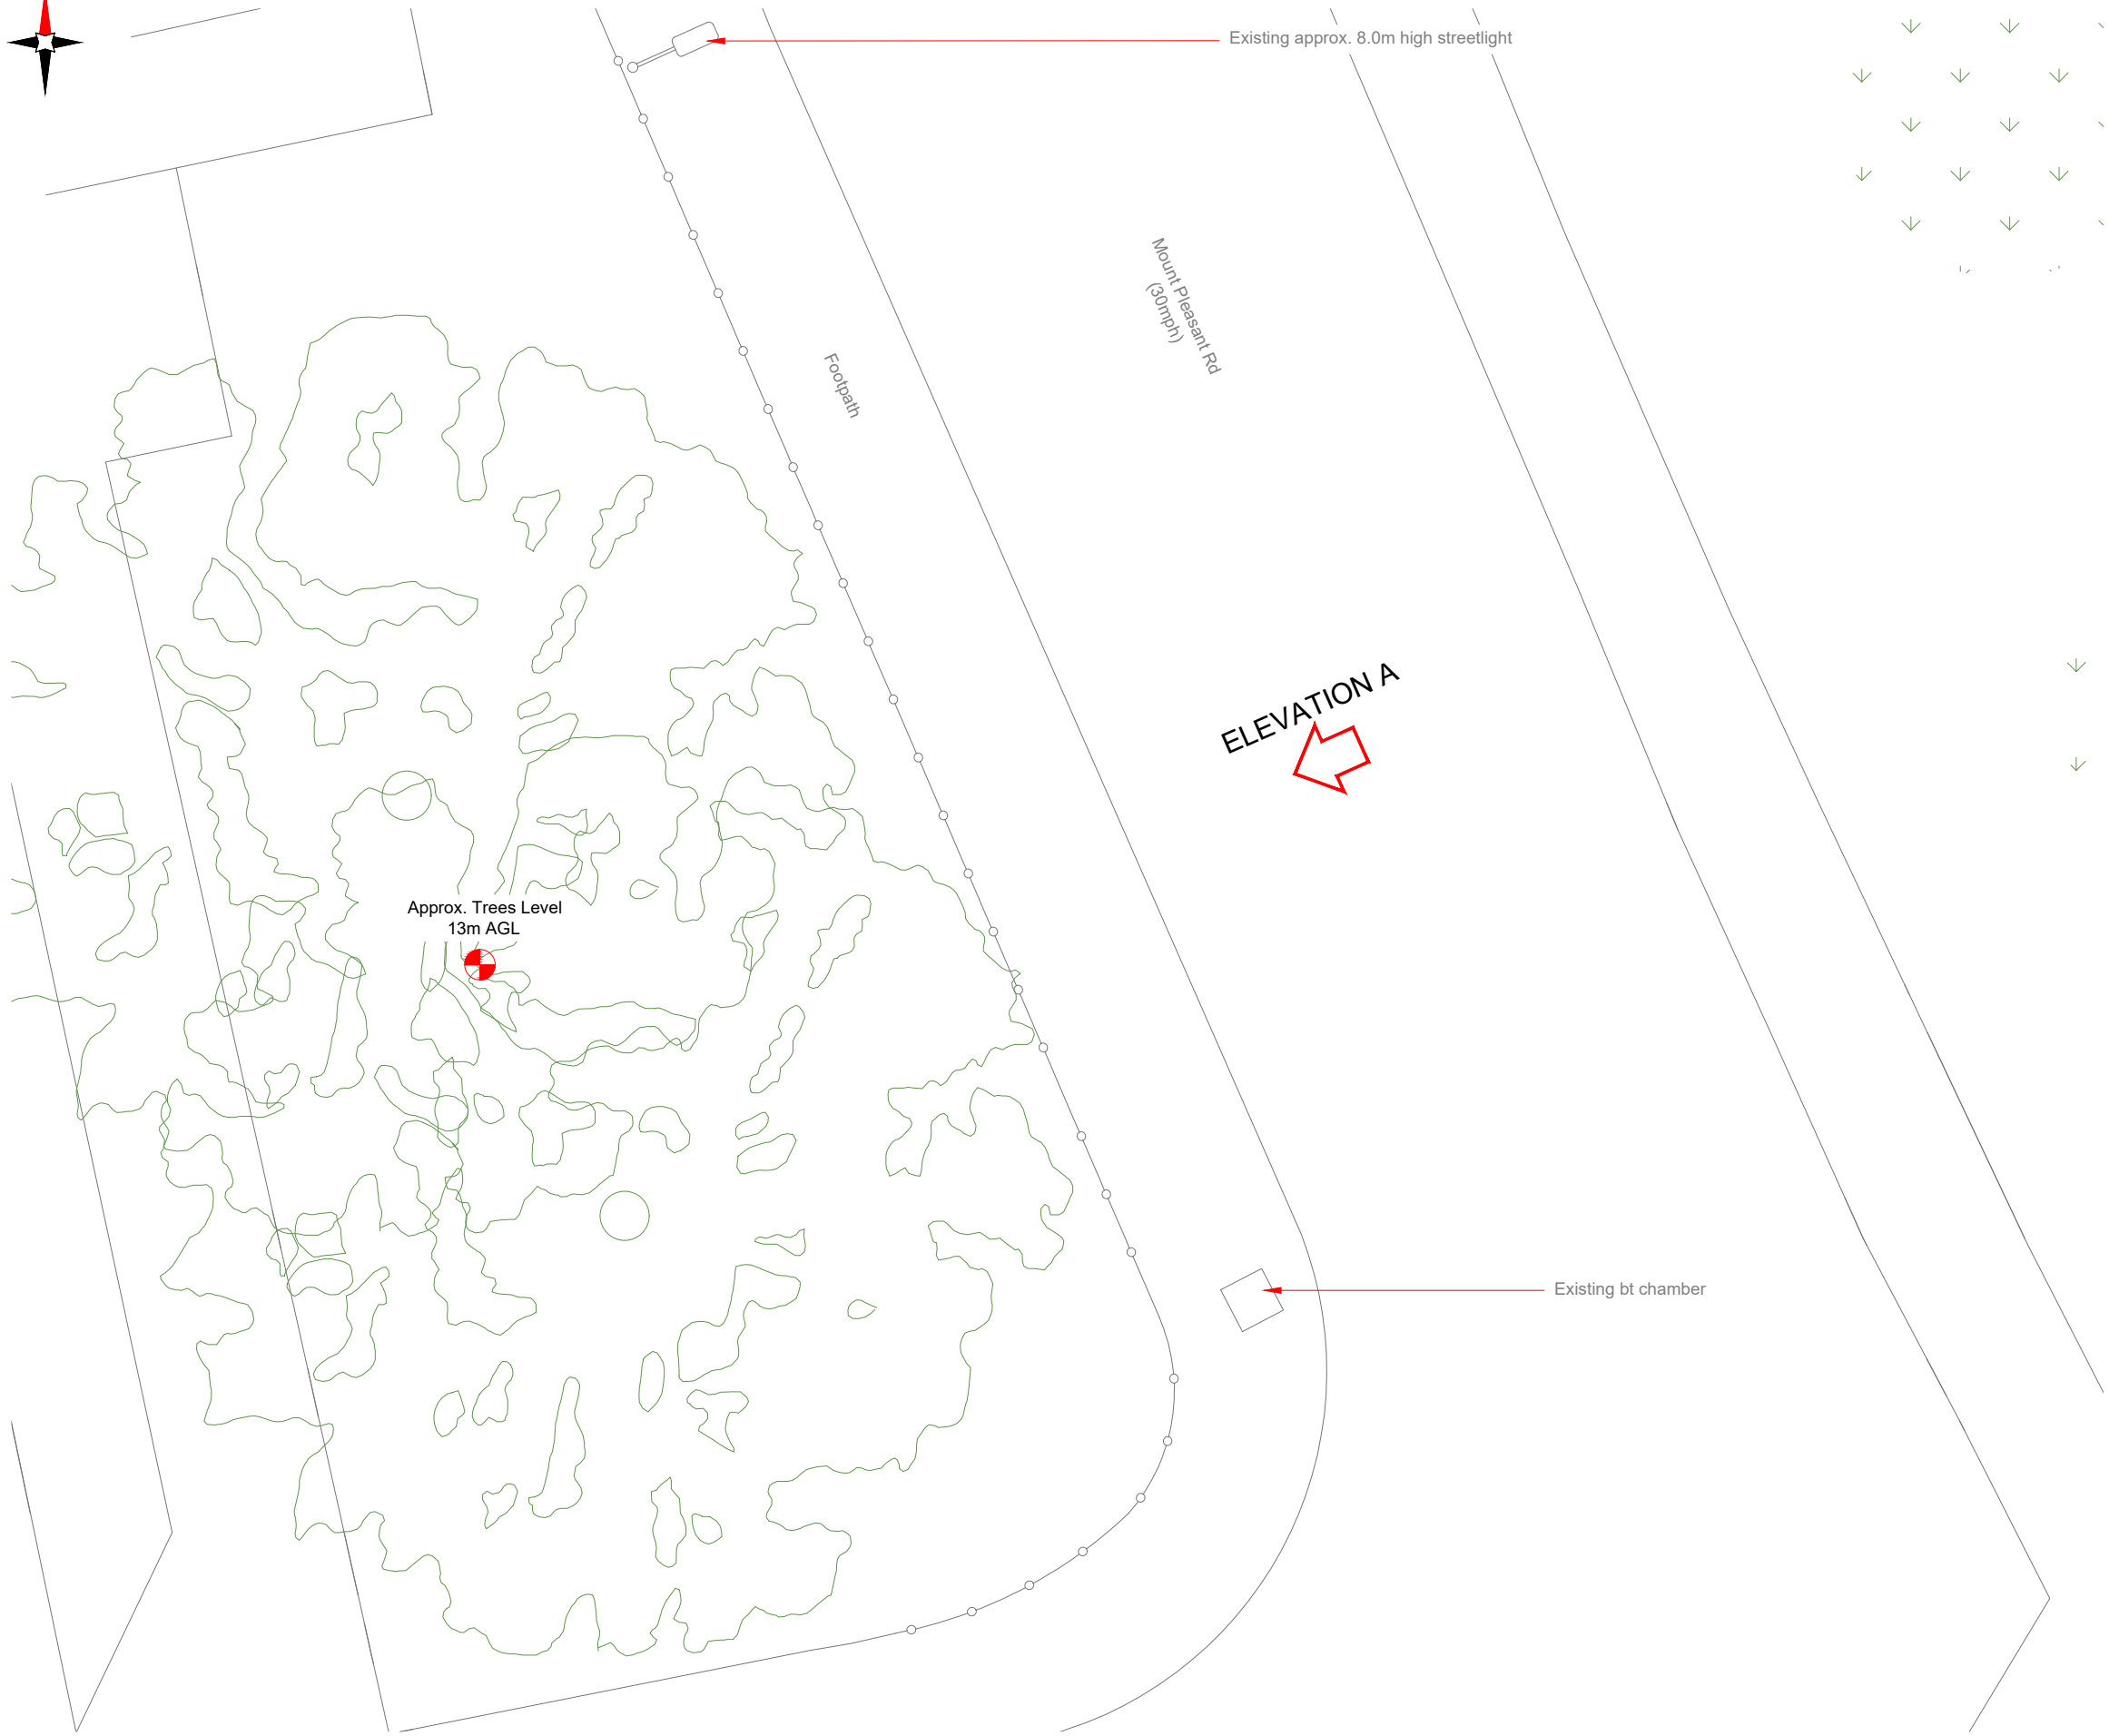 Existing approx. 8.0m high streetlight
Mount Pleasant Rd
(30mph)
Footpath
ELEVATION A
Approx. Trees Level
13m AGL
Existing bt chamber